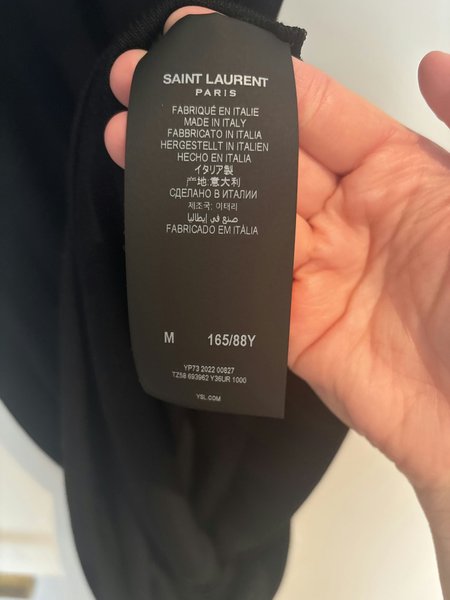 SAINT LAURENT
PARIS
FABRIQUÉ EN ITALIE
MADE IN ITALY
FABBRICATO IN ITALIA
HERGESTELLT IN ITALIEN
HECHO EN ITALIA
イタリア製
产地:意大利
СДЕЛАНО В ИТАЛИИ
제조국: 이태리
صنع في إيطاليا
FABRICADO EM ITÁLIA
M 165/88Y
YP73 2022 00827
TZ58 693962 Y36UR 1000
YSL.COM